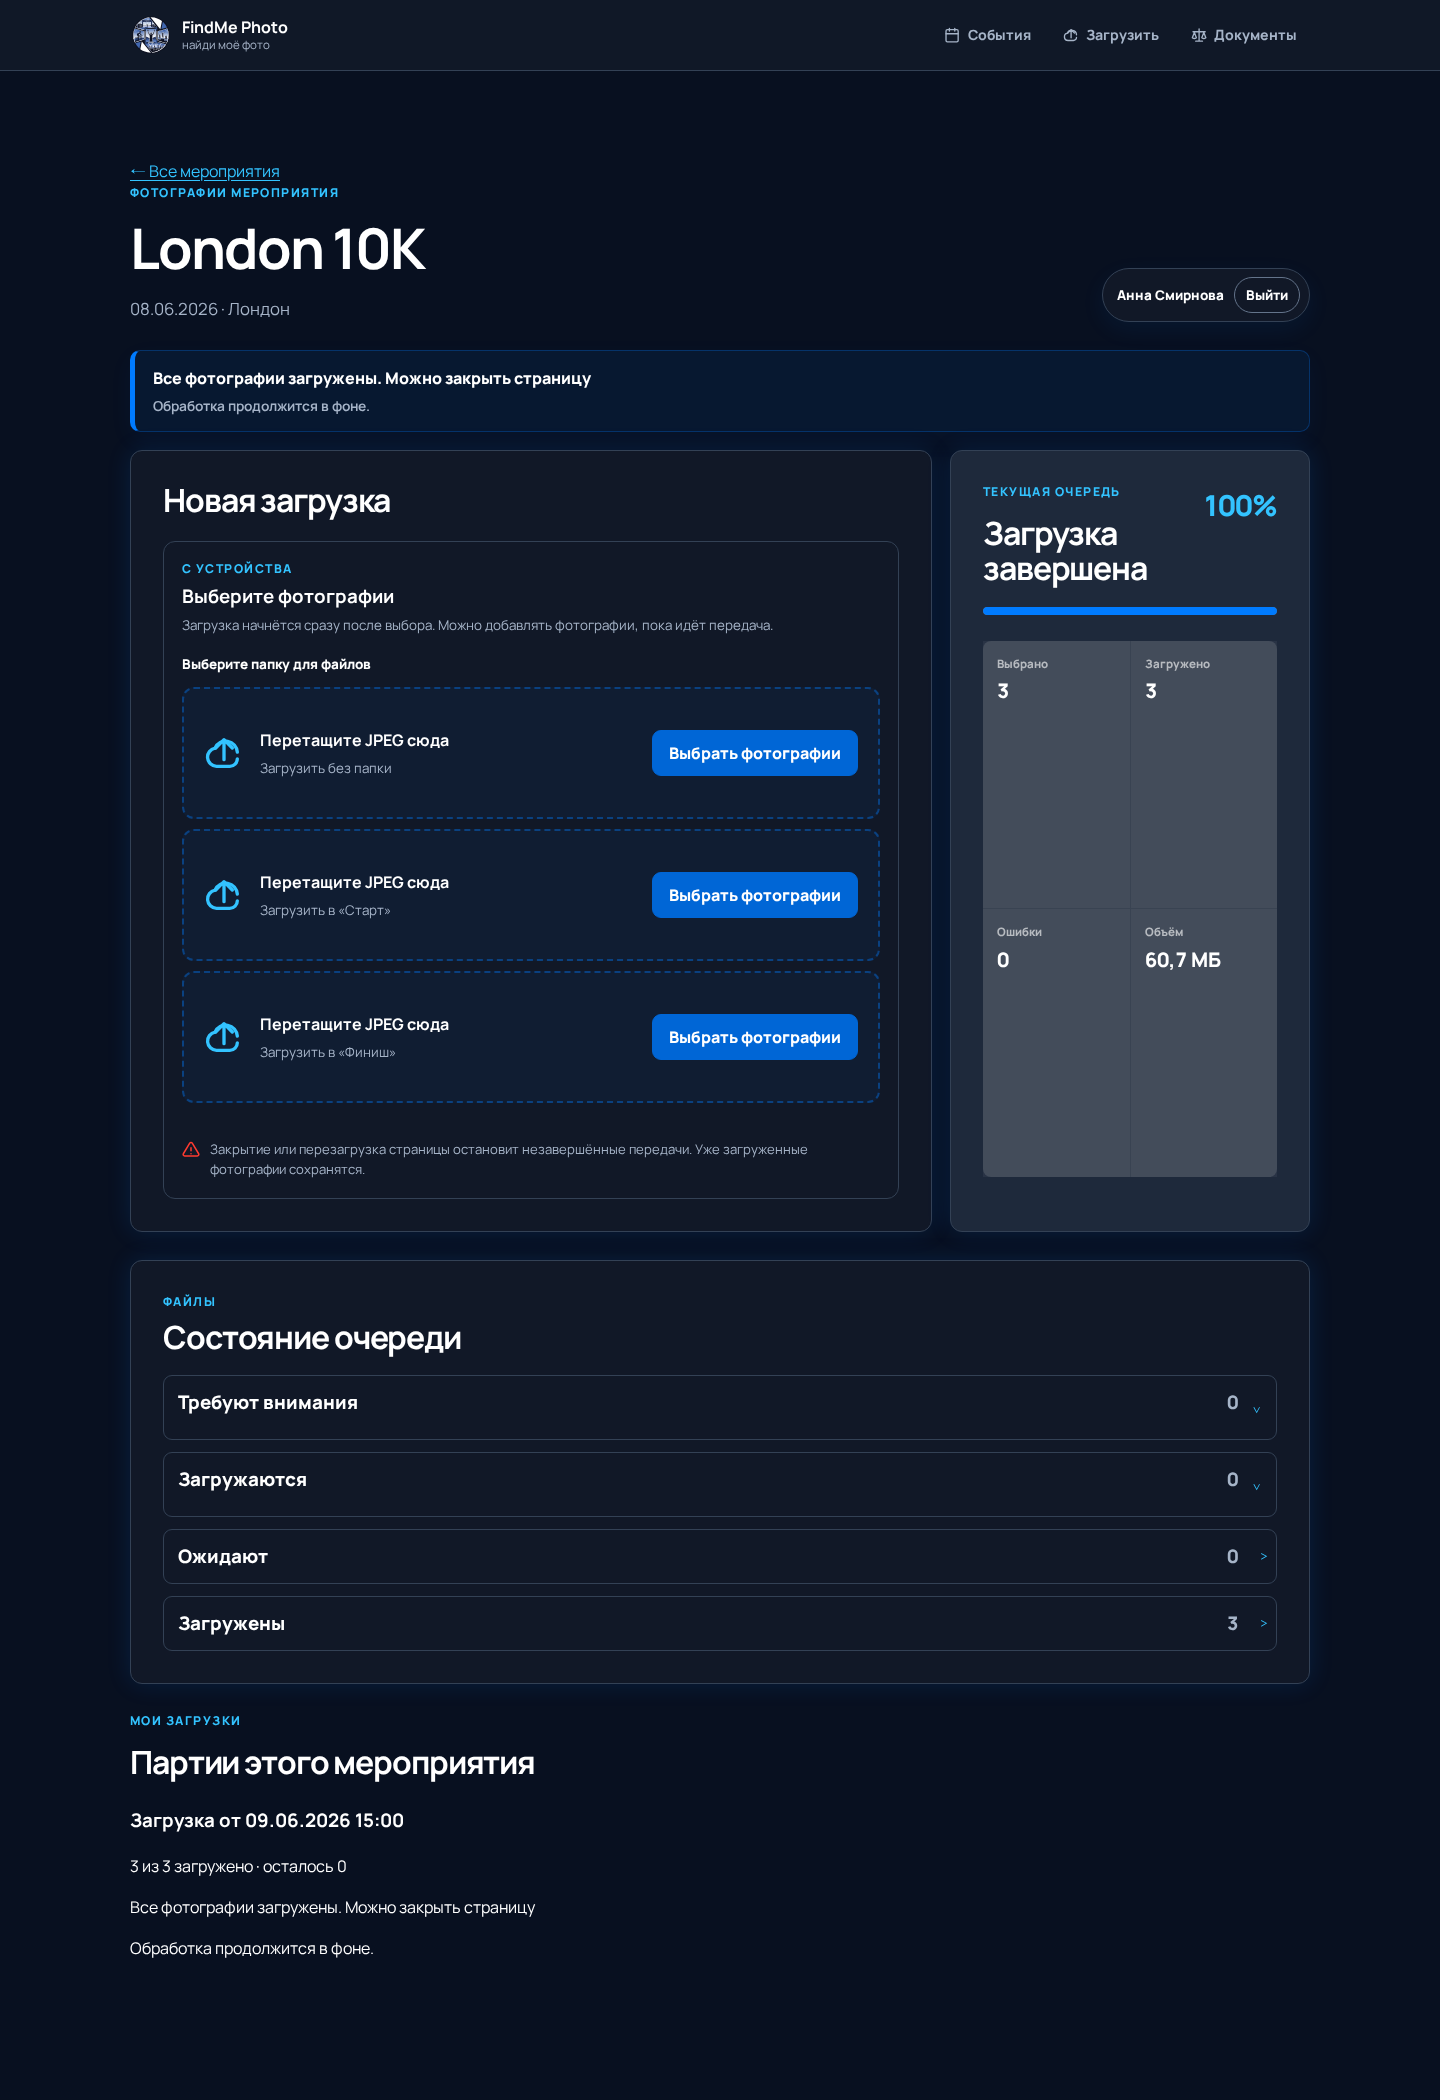 FindMe Photo
найди моё фото
События
Загрузить
Документы
← Все мероприятия
ФОТОГРАФИИ МЕРОПРИЯТИЯ
London 10K
08.06.2026 · Лондон
Анна Смирнова
Выйти
Все фотографии загружены. Можно закрыть страницу
Обработка продолжится в фоне.
Новая загрузка
С УСТРОЙСТВА
Выберите фотографии
Загрузка начнётся сразу после выбора. Можно добавлять фотографии, пока идёт передача.
Выберите папку для файлов
Перетащите JPEG сюда
Загрузить без папки
Выбрать фотографии
Перетащите JPEG сюда
Загрузить в «Старт»
Выбрать фотографии
Перетащите JPEG сюда
Загрузить в «Финиш»
Выбрать фотографии
Закрытие или перезагрузка страницы остановит незавершённые передачи. Уже загруженные
фотографии сохранятся.
ТЕКУЩАЯ ОЧЕРЕДЬ
100%
Загрузка
завершена
Выбрано
3
Загружено
3
Ошибки
0
Объём
60,7 МБ
ФАЙЛЫ
Состояние очереди
Требуют внимания
0
Загружаются
0
Ожидают
0
Загружены
3
МОИ ЗАГРУЗКИ
Партии этого мероприятия
Загрузка от 09.06.2026 15:00
3 из 3 загружено · осталось 0
Все фотографии загружены. Можно закрыть страницу
Обработка продолжится в фоне.